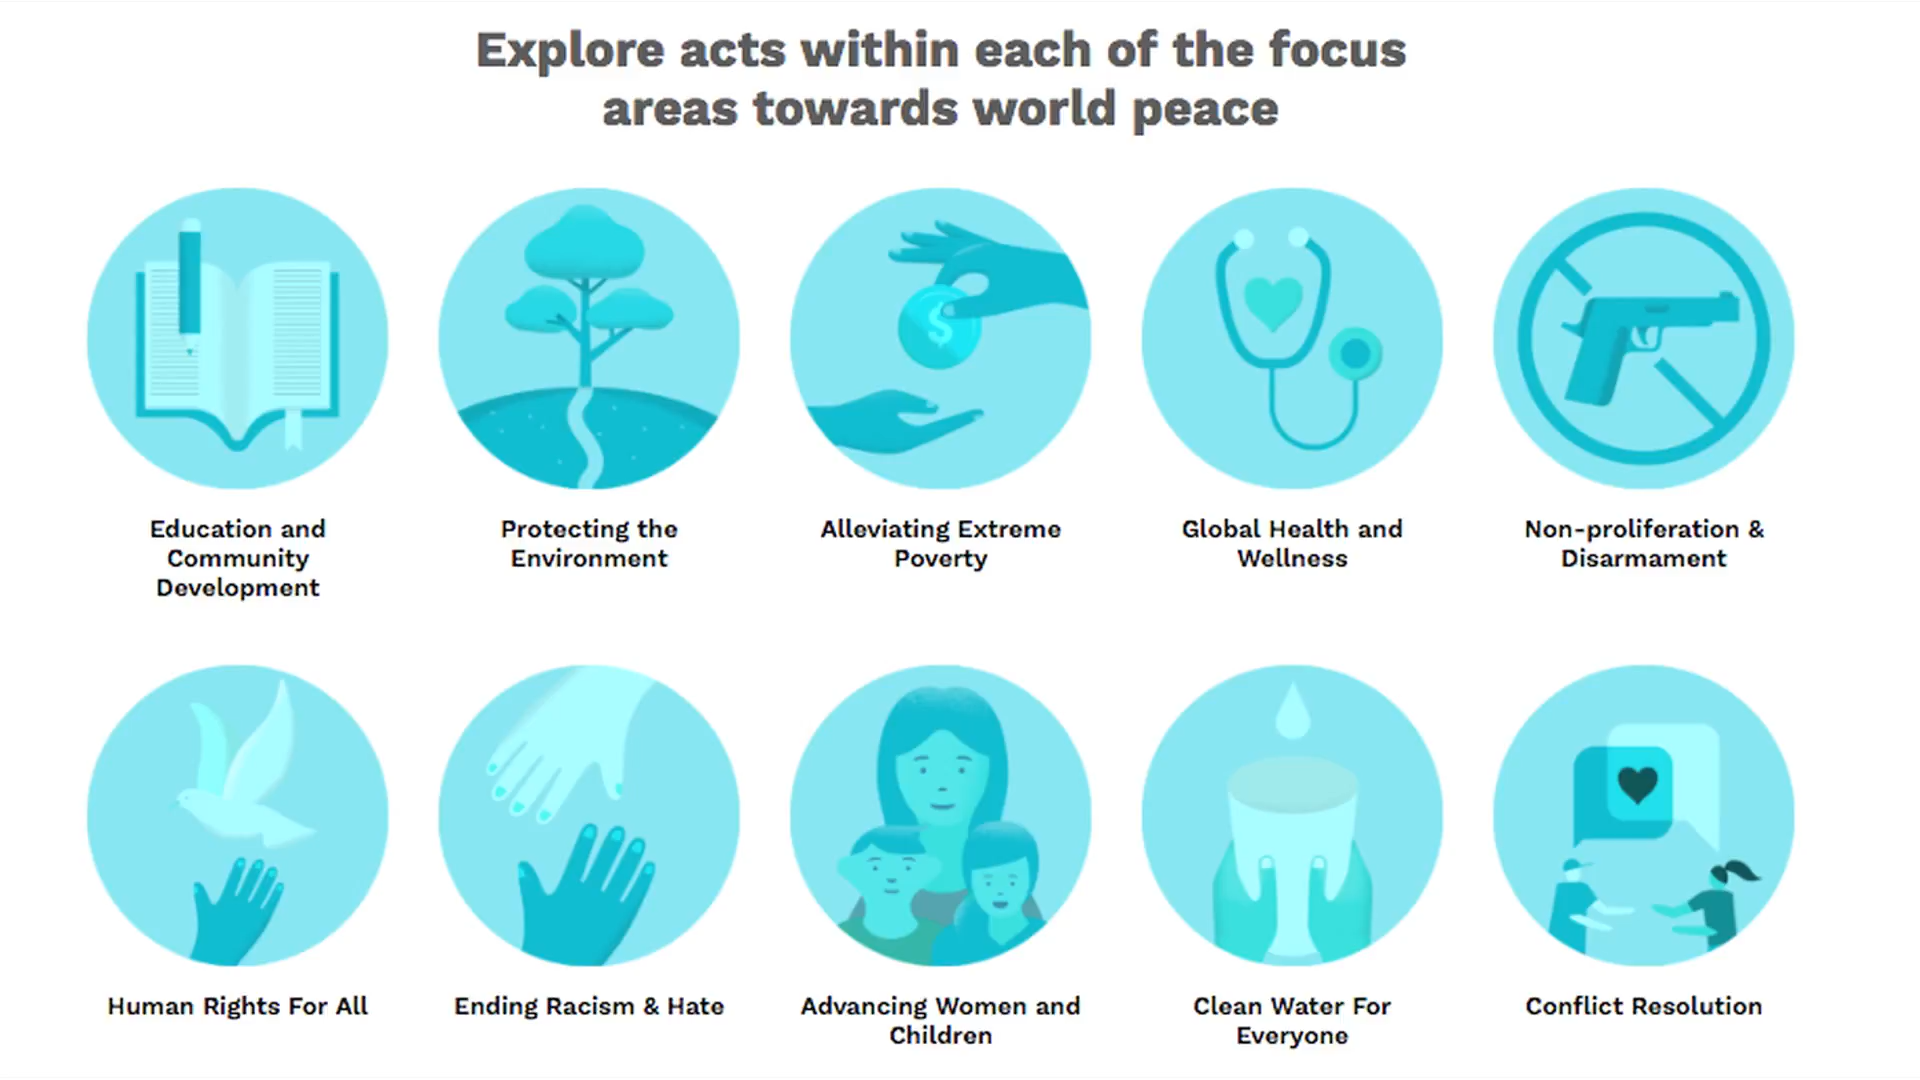 Explore acts within each of the focus
areas towards world peace
$
Education and
Community
Development
Protecting the
Environment
Alleviating Extreme
Poverty
Global Health and
Wellness
Non-proliferation &
Disarmament
Human Rights For All
Ending Racism & Hate
Advancing Women and
Children
Clean Water For
Everyone
Conflict Resolution